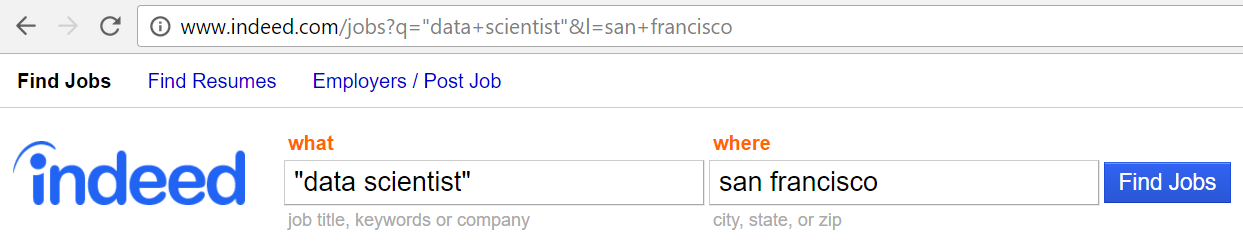 www.indeed.com/jobs?q="data+scientist"&l=san+francisco
Find Jobs Find Resumes Employers / Post Job
what where
indeed "data scientist" san francisco Find Jobs
job title, keywords or company city, state, or zip